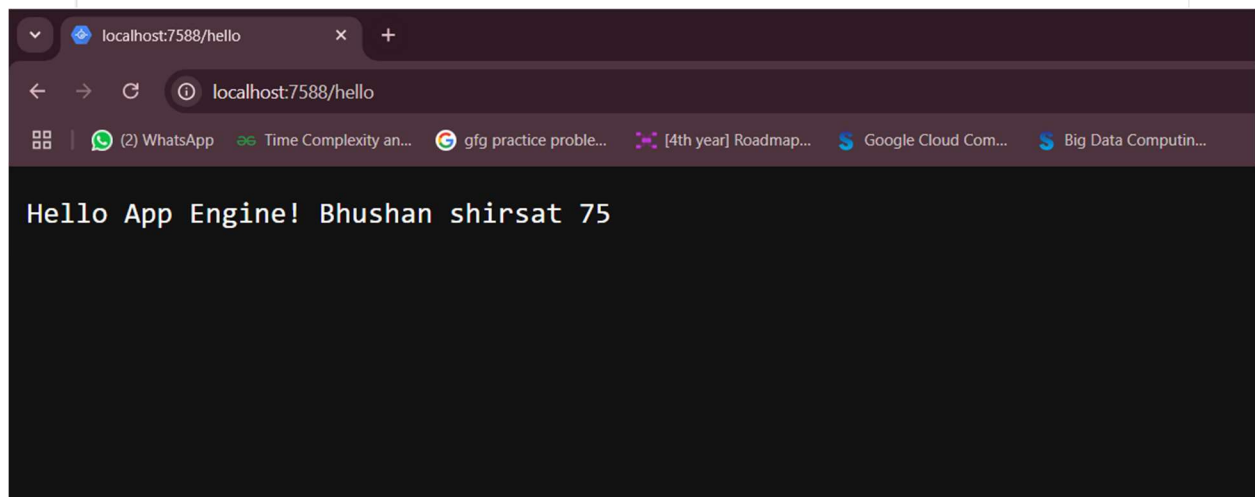 localhost:7588/hello
localhost:7588/hello
(2) WhatsApp Time Complexity an... gfg practice proble... [4th year] Roadmap... Google Cloud Com... Big Data Computin...
Hello App Engine! Bhushan shirsat 75